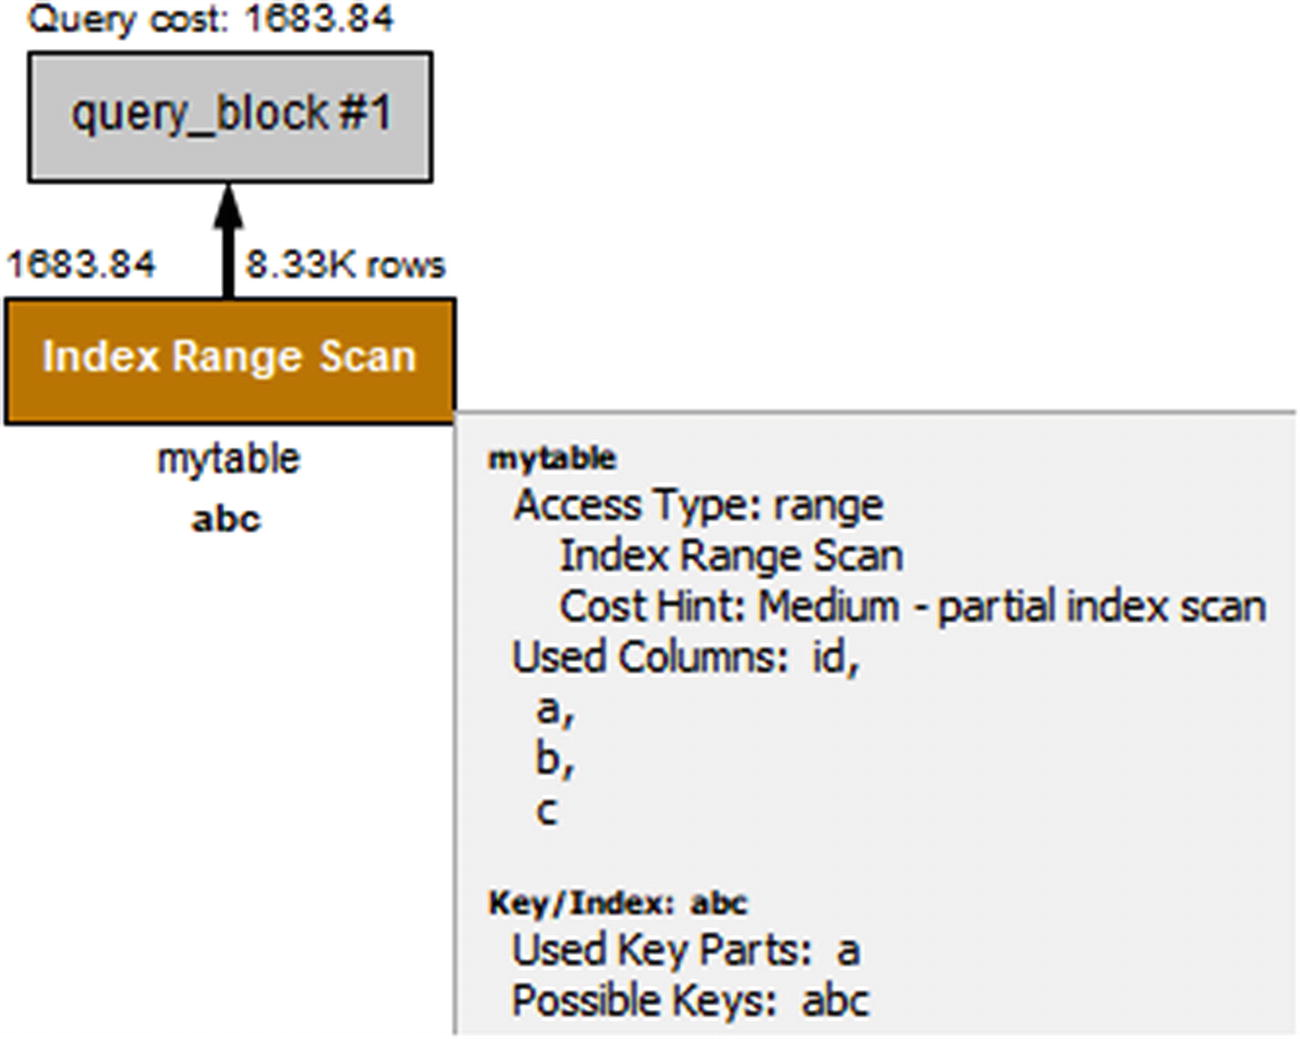 Query cost: 1683.84
query_block #1
1683.84 8.33K rows
Index Range Scan
mytable
abc
mytable
Access Type: range
Index Range Scan
Cost Hint: Medium - partial index scan
Used Columns: id,
a,
b,
c
Key/Index: abc
Used Key Parts: a
Possible Keys: abc